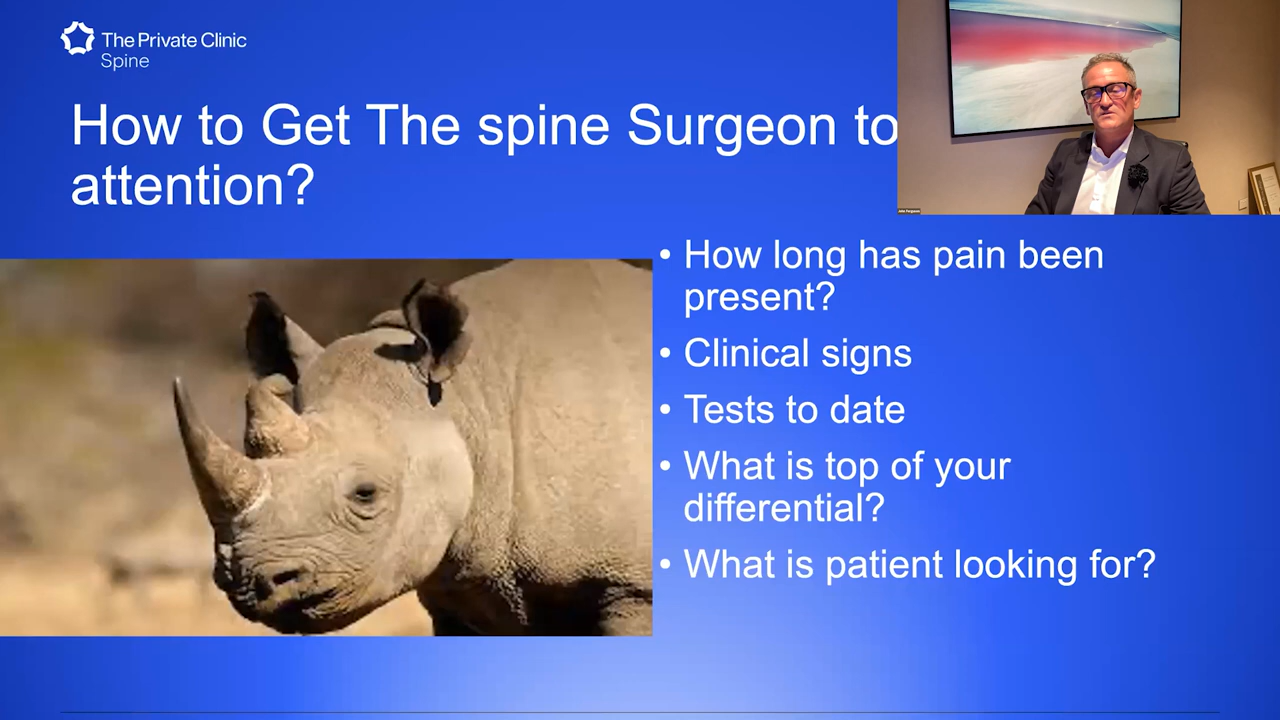 The Private Clinic
Spine
How to Get The spine Surgeon to
attention?
• How long has pain been
present?
• Clinical signs
• Tests to date
• What is top of your
differential?
• What is patient looking for?